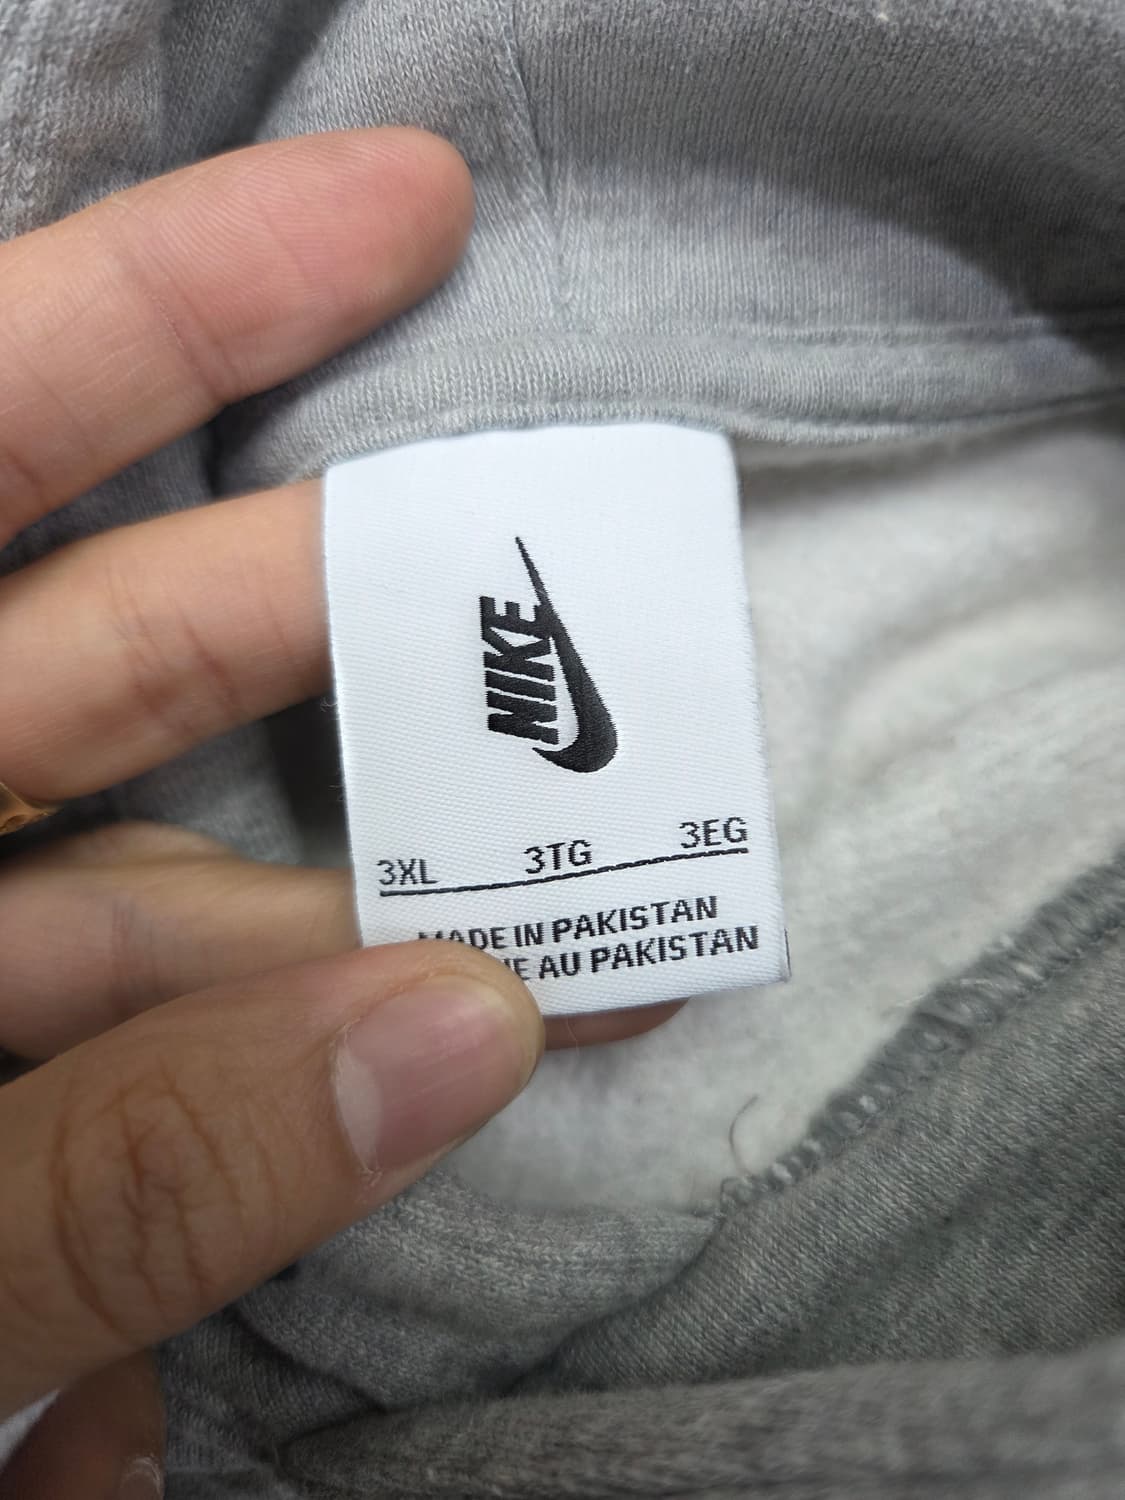 NIKE
3XL 3TG 3EG
MADE IN PAKISTAN
AU PAKISTAN